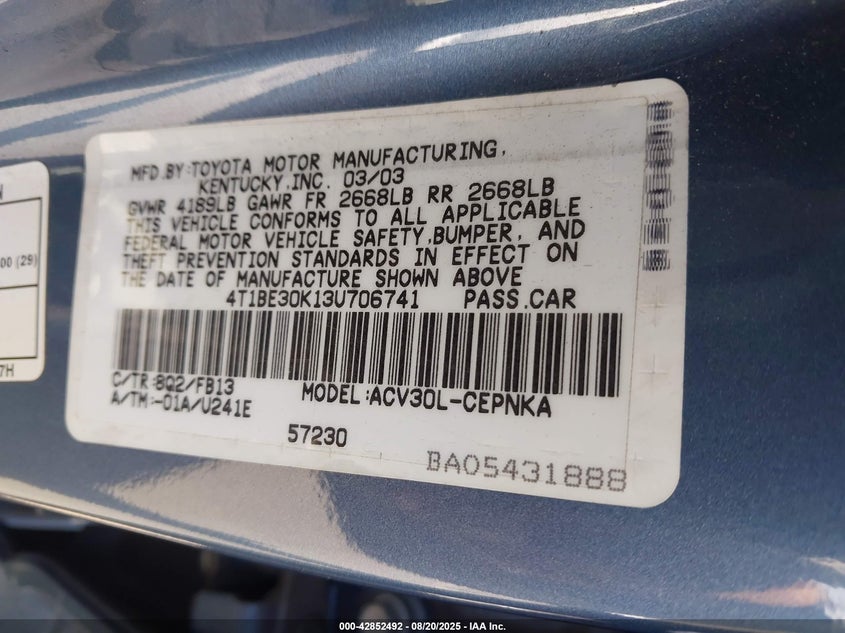 N
00 (29)
7H
MFD.BY:TOYOTA MOTOR MANUFACTURING,
KENTUCKY,INC. 03/03
GVWR 4189LB GAWR FR 2668LB RR 2668LB
THIS VEHICLE CONFORMS TO ALL APPLICABLE
FEDERAL MOTOR VEHICLE SAFETY,BUMPER, AND
THEFT PREVENTION STANDARDS IN EFFECT ON
THE DATE OF MANUFACTURE SHOWN ABOVE
4T1BE30K13U706741 PASS.CAR
C/TR:8Q2/FB13 MODEL:ACV30L-CEPNKA
A/TM:-01A/U241E
57230
BA05431888
000-42852492 - 08/20/2025 - IAA Inc.